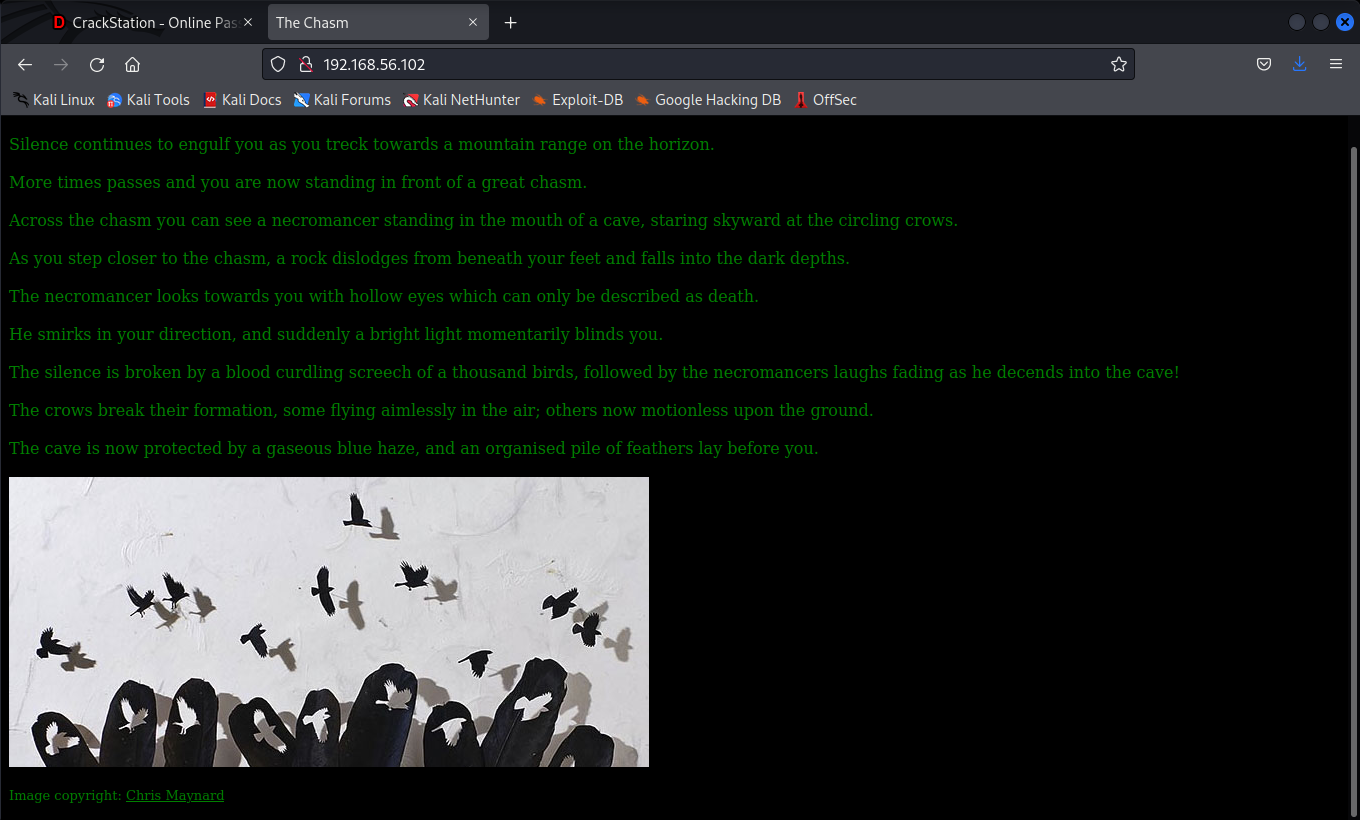 CrackStation - Online Pas
The Chasm
192.168.56.102
Kali Linux Kali Tools Kali Docs Kali Forums Kali NetHunter Exploit-DB Google Hacking DB OffSec
Silence continues to engulf you as you treck towards a mountain range on the horizon.
More times passes and you are now standing in front of a great chasm.
Across the chasm you can see a necromancer standing in the mouth of a cave, staring skyward at the circling crows.
As you step closer to the chasm, a rock dislodges from beneath your feet and falls into the dark depths.
The necromancer looks towards you with hollow eyes which can only be described as death.
He smirks in your direction, and suddenly a bright light momentarily blinds you.
The silence is broken by a blood curdling screech of a thousand birds, followed by the necromancers laughs fading as he decends into the cave!
The crows break their formation, some flying aimlessly in the air; others now motionless upon the ground.
The cave is now protected by a gaseous blue haze, and an organised pile of feathers lay before you.
Image copyright: Chris Maynard